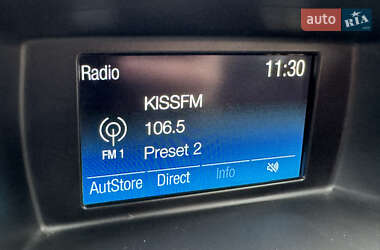 auto RIA
Radio 11:30
KISSFM
106.5
FM 1 Preset 2
AutStore Direct Info